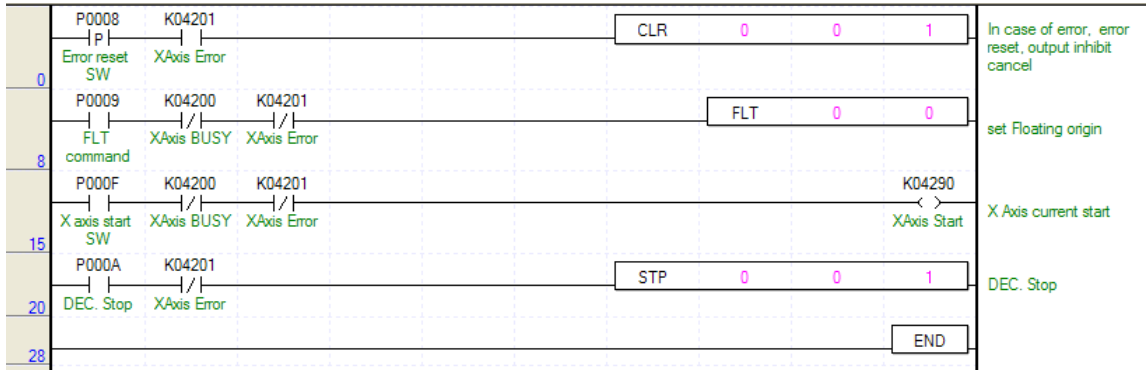 P0008 K04201
P
CLR 0 0 1
In case of error, error
reset, output inhibit
cancel
Error reset XAxis Error
SW
0
P0009 K04200 K04201
FLT 0 0
set Floating origin
FLT XAxis BUSY XAxis Error
command
8
P000F K04200 K04201 K04290
X axis start XAxis BUSY XAxis Error XAxis Start
X Axis current start
SW
15
P000A K04201
STP 0 0 1
DEC. Stop
DEC. Stop XAxis Error
20
END
28